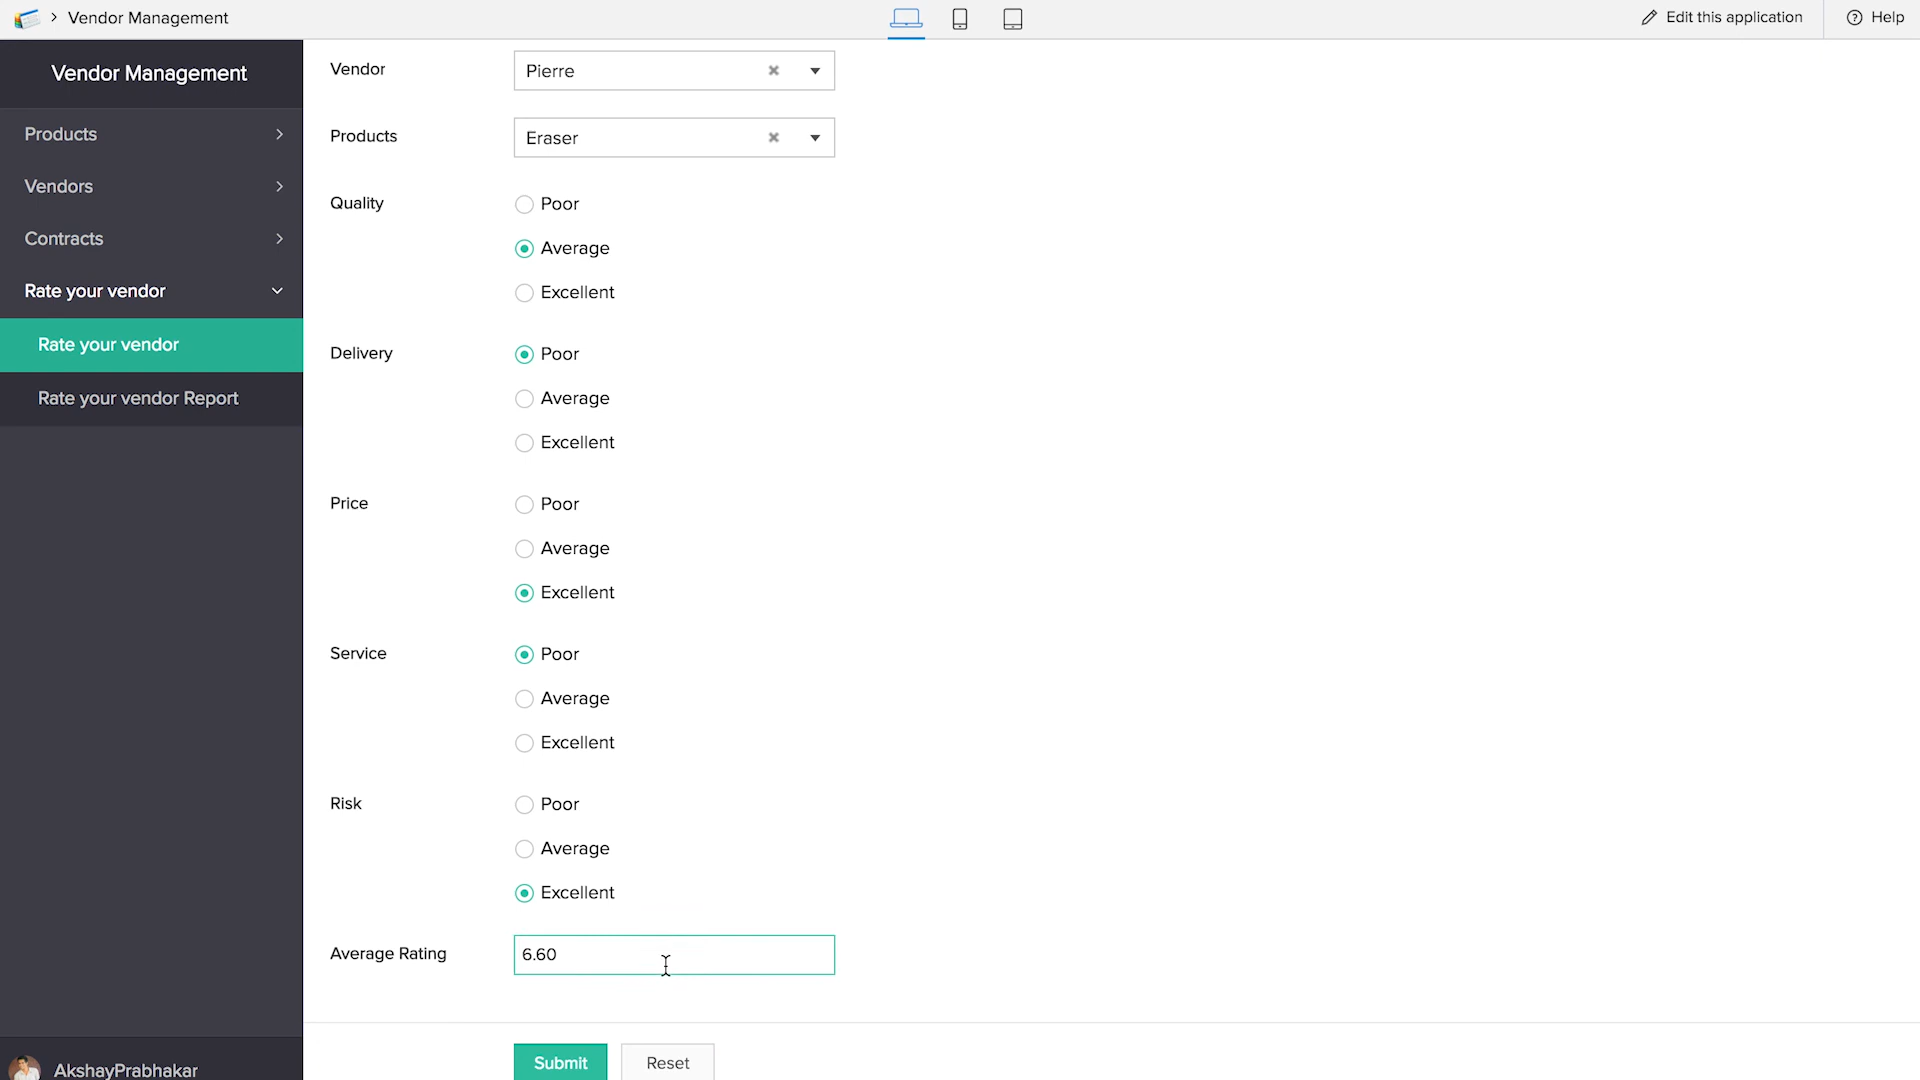 Vendor Management
Edit this application
Help
Vendor Management
Products
Vendors
Contracts
Rate your vendor
Rate your vendor
Rate your vendor Report
AkshayPrabhakar
Vendor
Pierre
Products
Eraser
Quality
Poor
Average
Excellent
Delivery
Poor
Average
Excellent
Price
Poor
Average
Excellent
Service
Poor
Average
Excellent
Risk
Poor
Average
Excellent
Average Rating
6.60
Submit
Reset